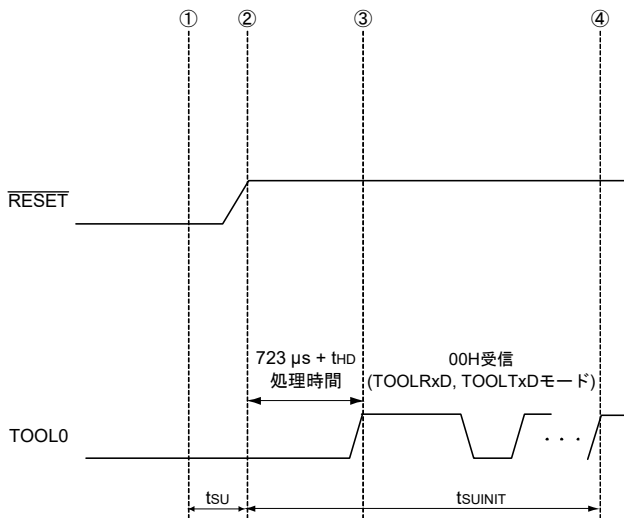 ① ② ③ ④
RESET
723 µs + tHD
処理時間
00H受信
(TOOLRxD, TOOLTxDモード)
TOOL0
・・・
tSU
tSUINIT